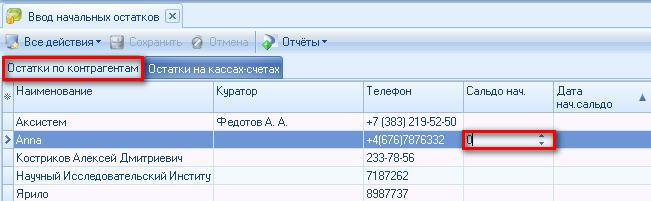 Ввод начальных остатков
Все действия Сохранить Отмена Отчёты
Остатки по контрагентам Остатки на кассах-счетах
Наименование Куратор Телефон Сальдо нач. Дата нач.сальдо
Аксистем Федотов А. А. +7 (383) 219-52-50
Anna +4(676)7876332 0
Костриков Алексей Дмитриевич 233-78-56
Научный Исследовательский Институ 7187262
Ярило 8987737